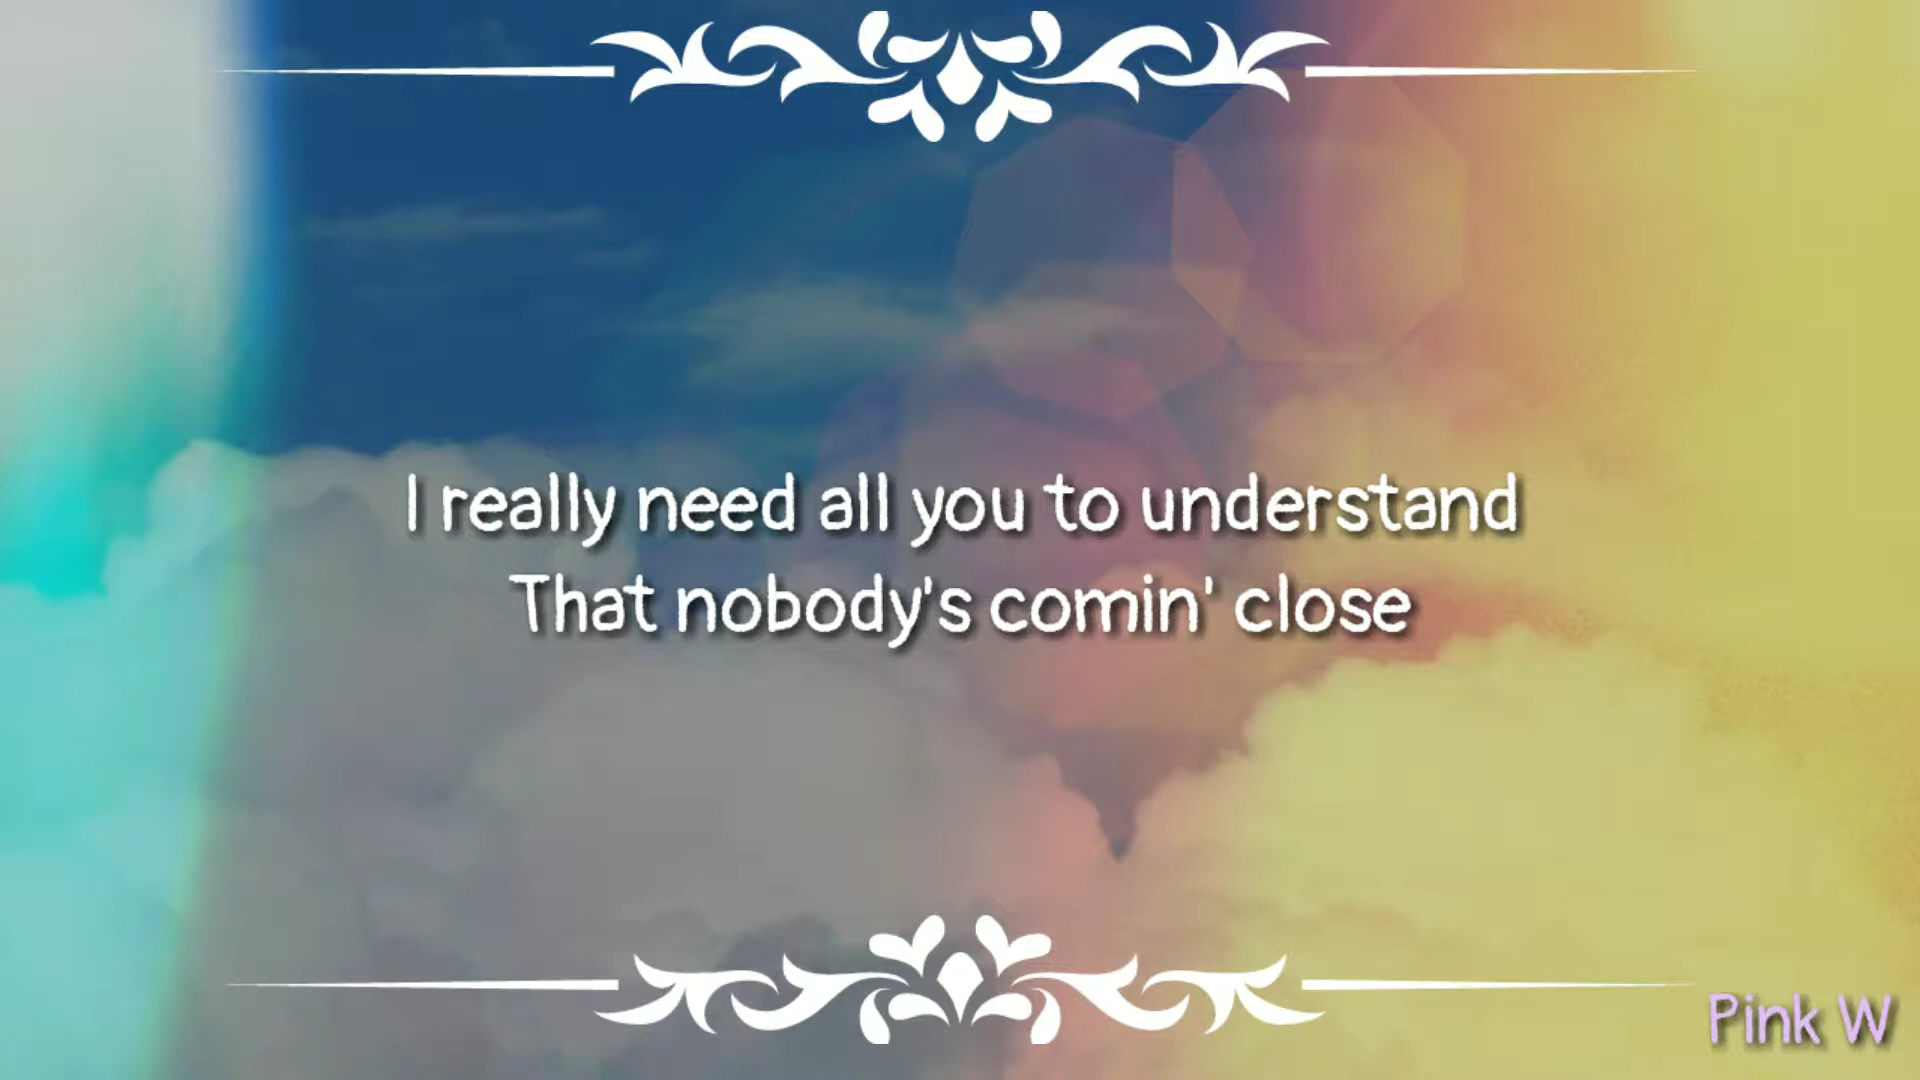 I really need all you to understand
That nobody's comin' close
Pink W